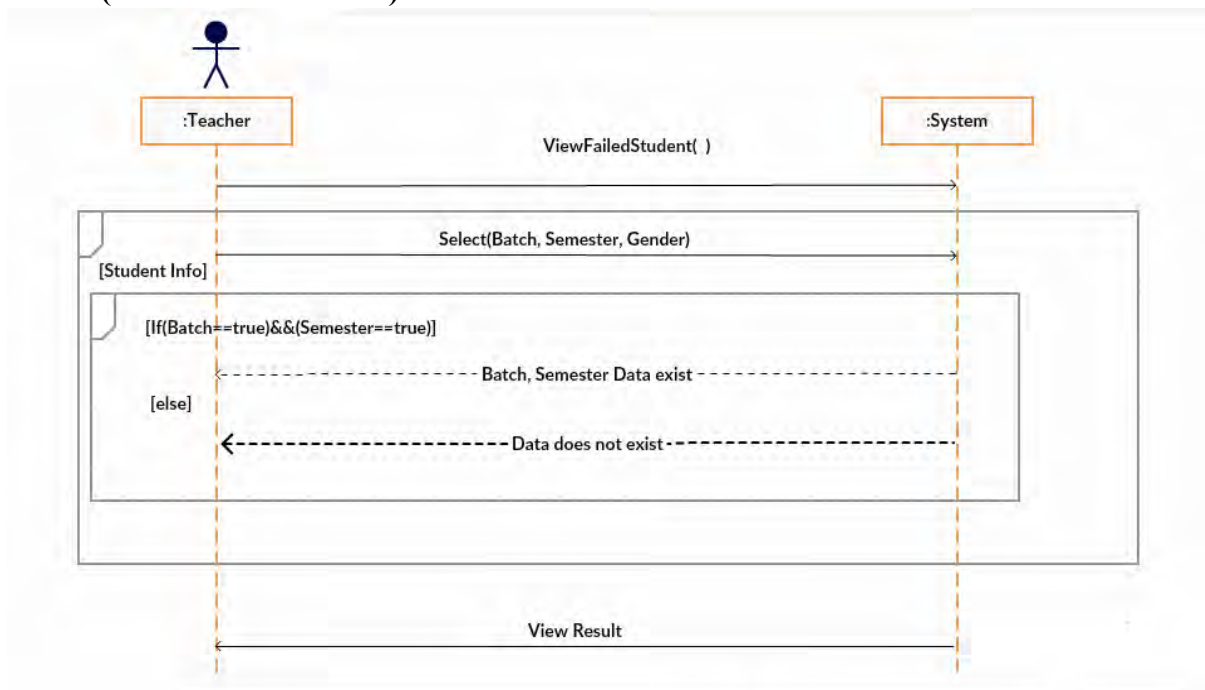 :Teacher
:System
ViewFailedStudent( )
Select(Batch, Semester, Gender)
[Student Info]
[If(Batch==true)&&(Semester==true)]
Batch, Semester Data exist
[else]
Data does not exist
View Result